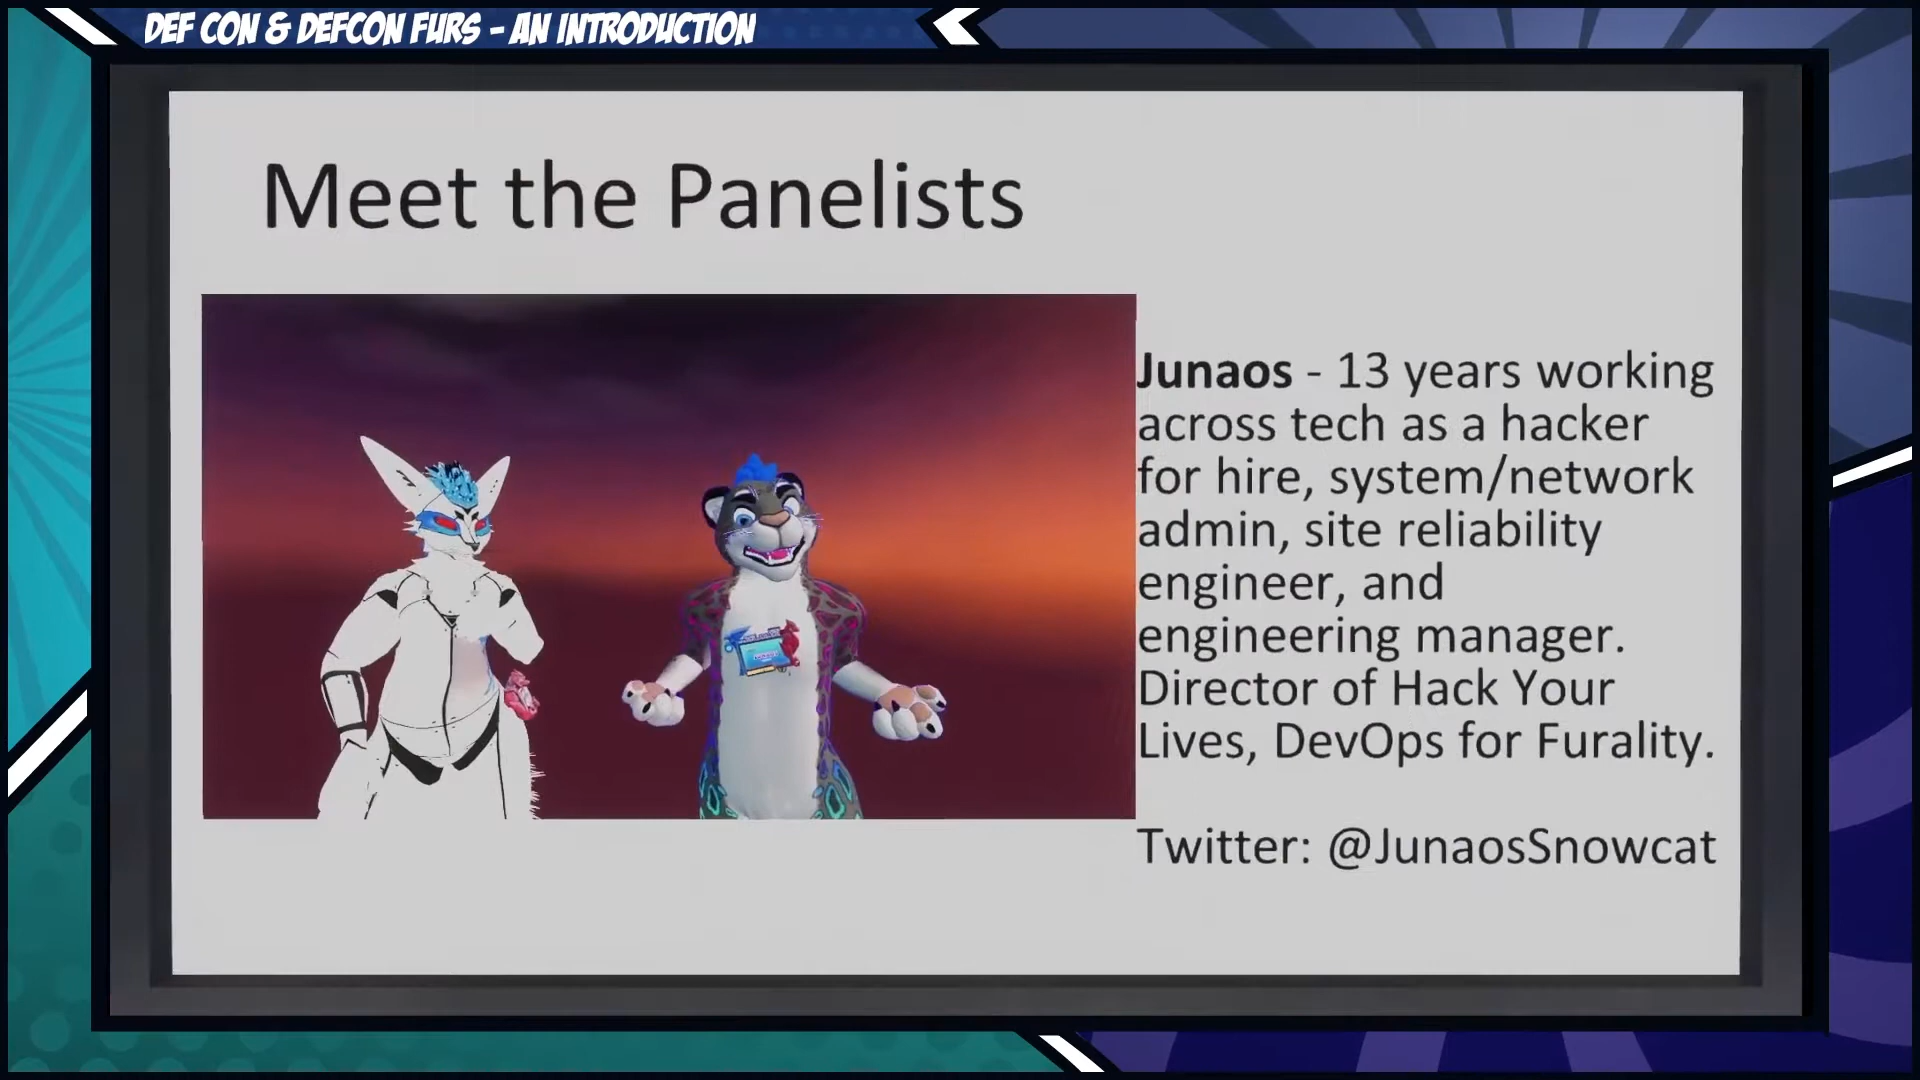 DEF CON & DEFCON FURS - AN INTRODUCTION
Meet the Panelists
Junaos - 13 years working
across tech as a hacker
for hire, system/network
admin, site reliability
engineer, and
engineering manager.
Director of Hack Your
Lives, DevOps for Furality.
Twitter: @JunaosSnowcat